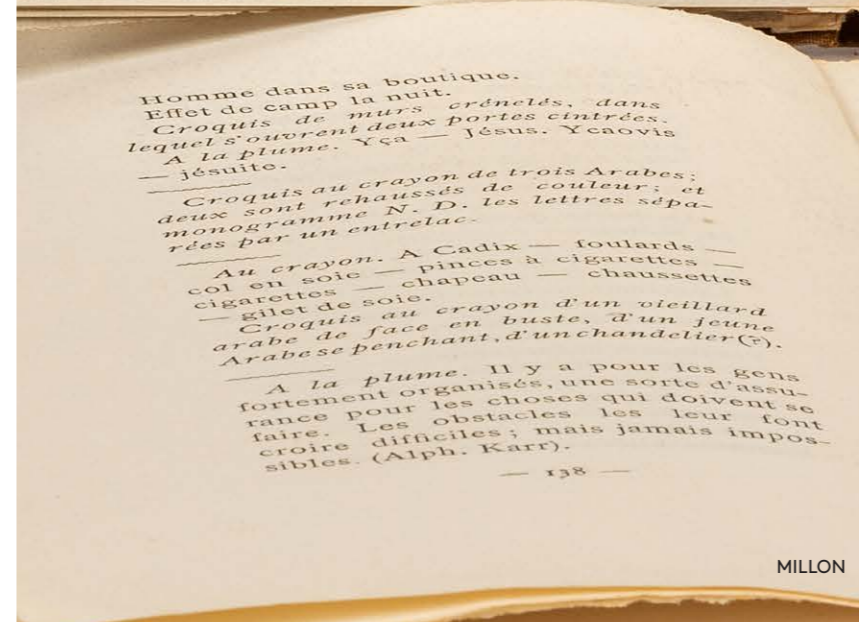 Homme dans sa boutique.
Effet de camp la nuit.
Croquis de murs crénelés, dans
lequel s'ouvrent deux portes cintrées.
A la plume. Yça — Jésus. Ycaovis
— jésuite.
Croquis au crayon de trois Arabes;
deux sont rehaussés de couleur; et
monogramme N. D. les lettres sépa-
rées par un entrelac.
Au crayon. A Cadix — foulards —
col en soie — pinces à cigarettes —
cigarettes — chapeau — chaussettes
— gilet de soie.
Croquis au crayon d'un vieillard
arabe de face en buste, d'un jeune
Arabe se penchant, d'un chandelier (?).
A la plume. Il y a pour les gens
fortement organisés, une sorte d'assu-
rance pour les choses qui doivent se
faire. Les obstacles les leur font
croire difficiles; mais jamais impos-
sibles. (Alph. Karr).
— 138 —
MILLON